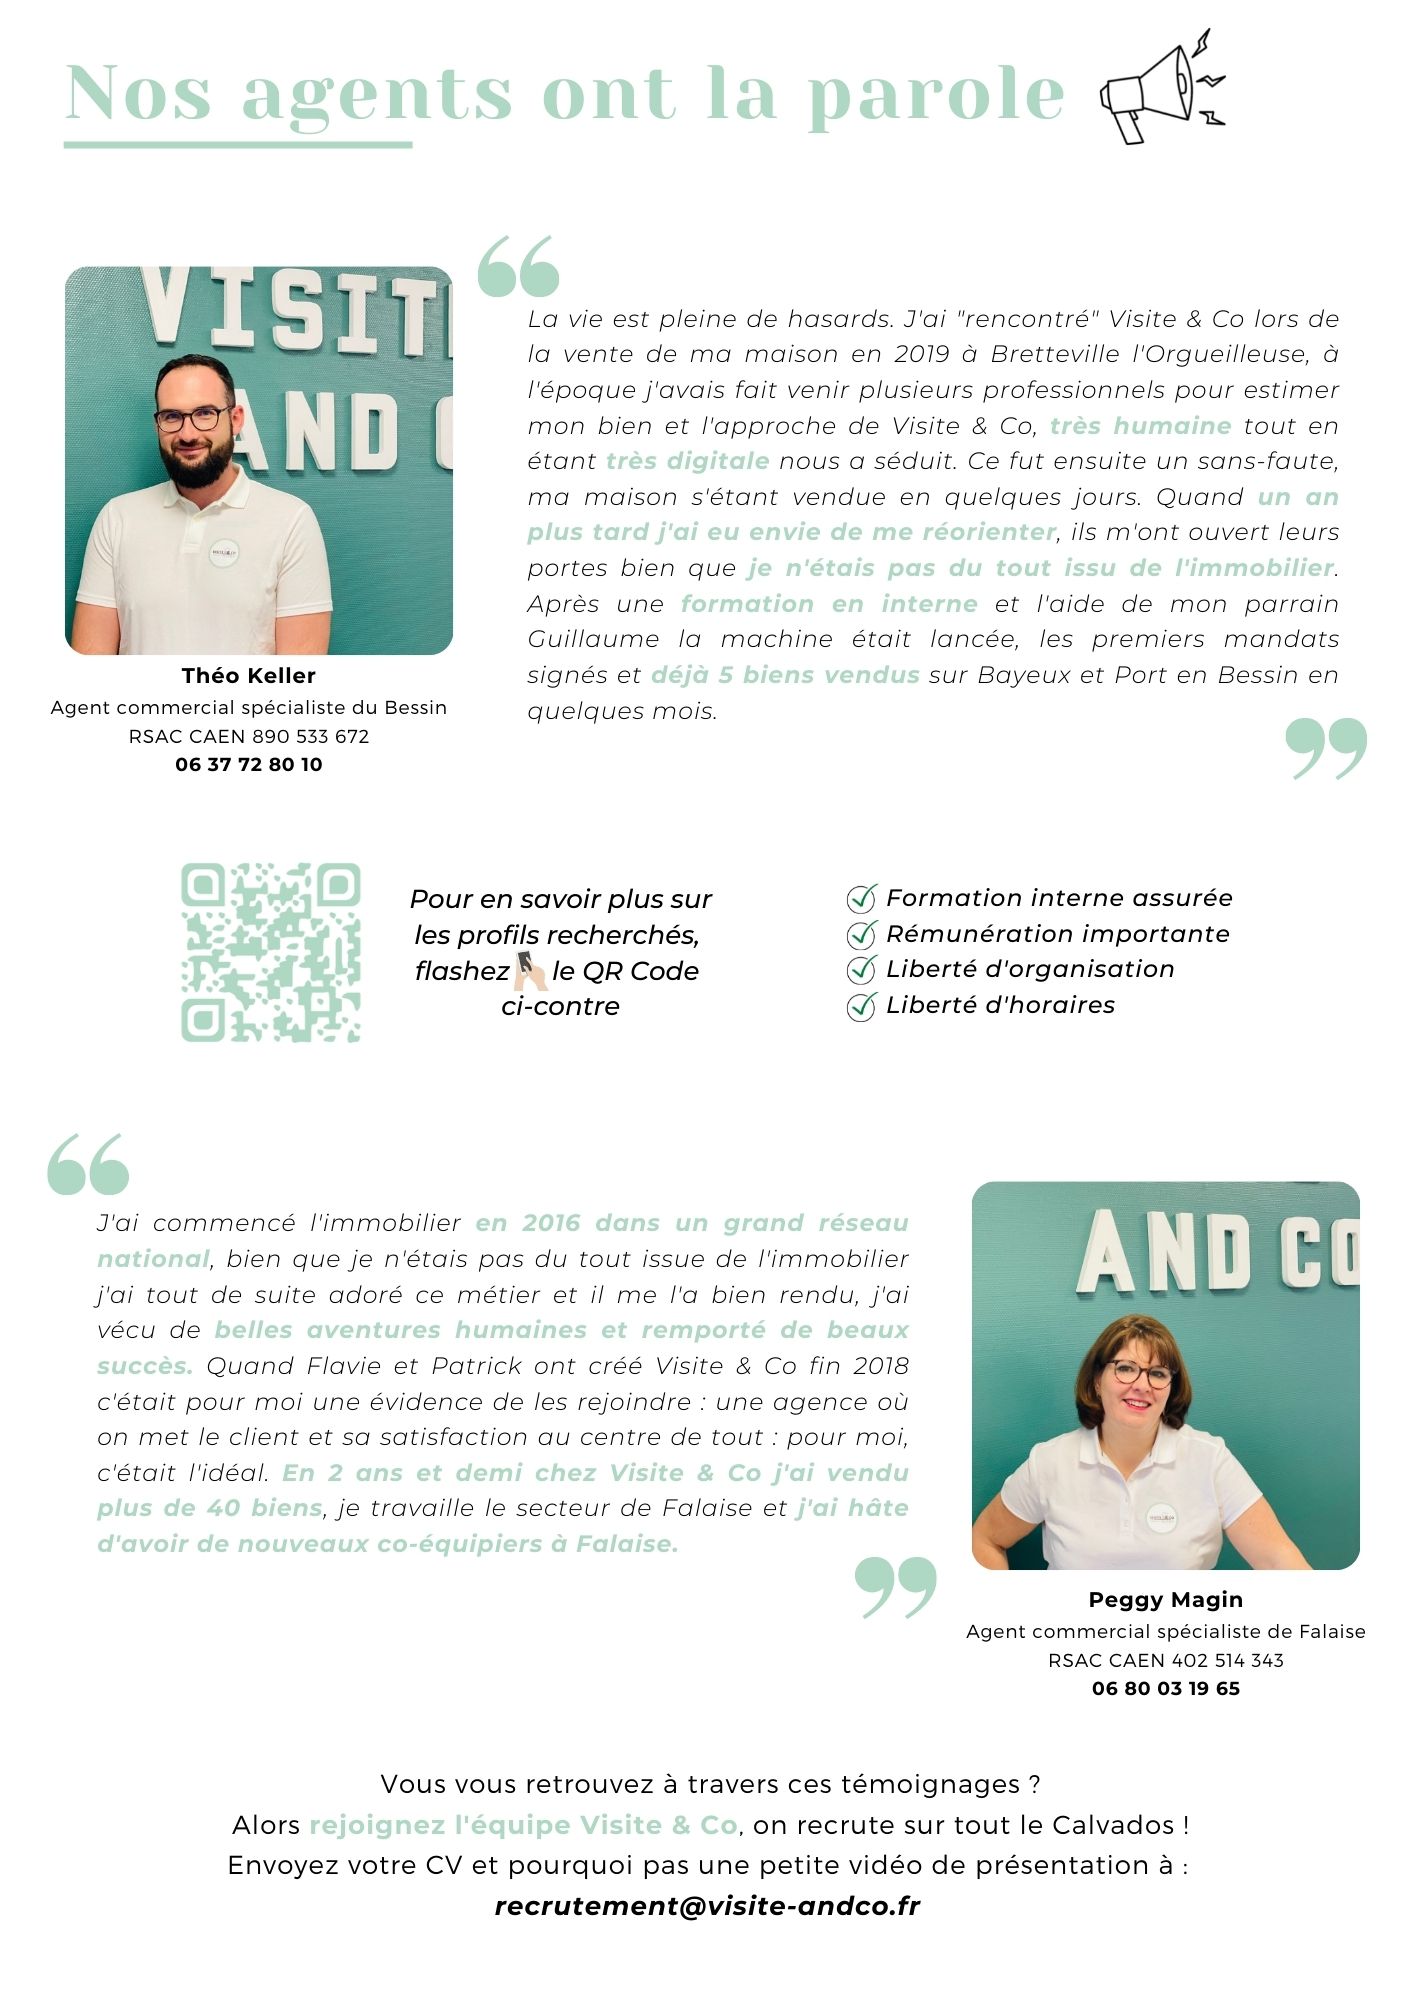 Nos agents ont la parole
VISIT
AND
La vie est pleine de hasards. J'ai "rencontré" Visite & Co lors de
la vente de ma maison en 2019 à Bretteville l'Orgueilleuse, à
l'époque j'avais fait venir plusieurs professionnels pour estimer
mon bien et l'approche de Visite & Co, très humaine tout en
étant très digitale nous a séduit. Ce fut ensuite un sans-faute,
ma maison s'étant vendue en quelques jours. Quand un an
plus tard j'ai eu envie de me réorienter, ils m'ont ouvert leurs
portes bien que je n'étais pas du tout issu de l'immobilier.
Après une formation en interne et l'aide de mon parrain
Guillaume la machine était lancée, les premiers mandats
signés et déjà 5 biens vendus sur Bayeux et Port en Bessin en
quelques mois.
Théo Keller
Agent commercial spécialiste du Bessin
RSAC CAEN 890 533 672
06 37 72 80 10
Pour en savoir plus sur
les profils recherchés,
flashez le QR Code
ci-contre
Formation interne assurée
Rémunération importante
Liberté d'organisation
Liberté d'horaires
J'ai commencé l'immobilier en 2016 dans un grand réseau
national, bien que je n'étais pas du tout issue de l'immobilier
j'ai tout de suite adoré ce métier et il me l'a bien rendu, j'ai
vécu de belles aventures humaines et remporté de beaux
succès. Quand Flavie et Patrick ont créé Visite & Co fin 2018
c'était pour moi une évidence de les rejoindre : une agence où
on met le client et sa satisfaction au centre de tout : pour moi,
c'était l'idéal. En 2 ans et demi chez Visite & Co j'ai vendu
plus de 40 biens, je travaille le secteur de Falaise et j'ai hâte
d'avoir de nouveaux co-équipiers à Falaise.
AND CO
Peggy Magin
Agent commercial spécialiste de Falaise
RSAC CAEN 402 514 343
06 80 03 19 65
Vous vous retrouvez à travers ces témoignages ?
Alors rejoignez l'équipe Visite & Co, on recrute sur tout le Calvados !
Envoyez votre CV et pourquoi pas une petite vidéo de présentation à :
recrutement@visite-andco.fr